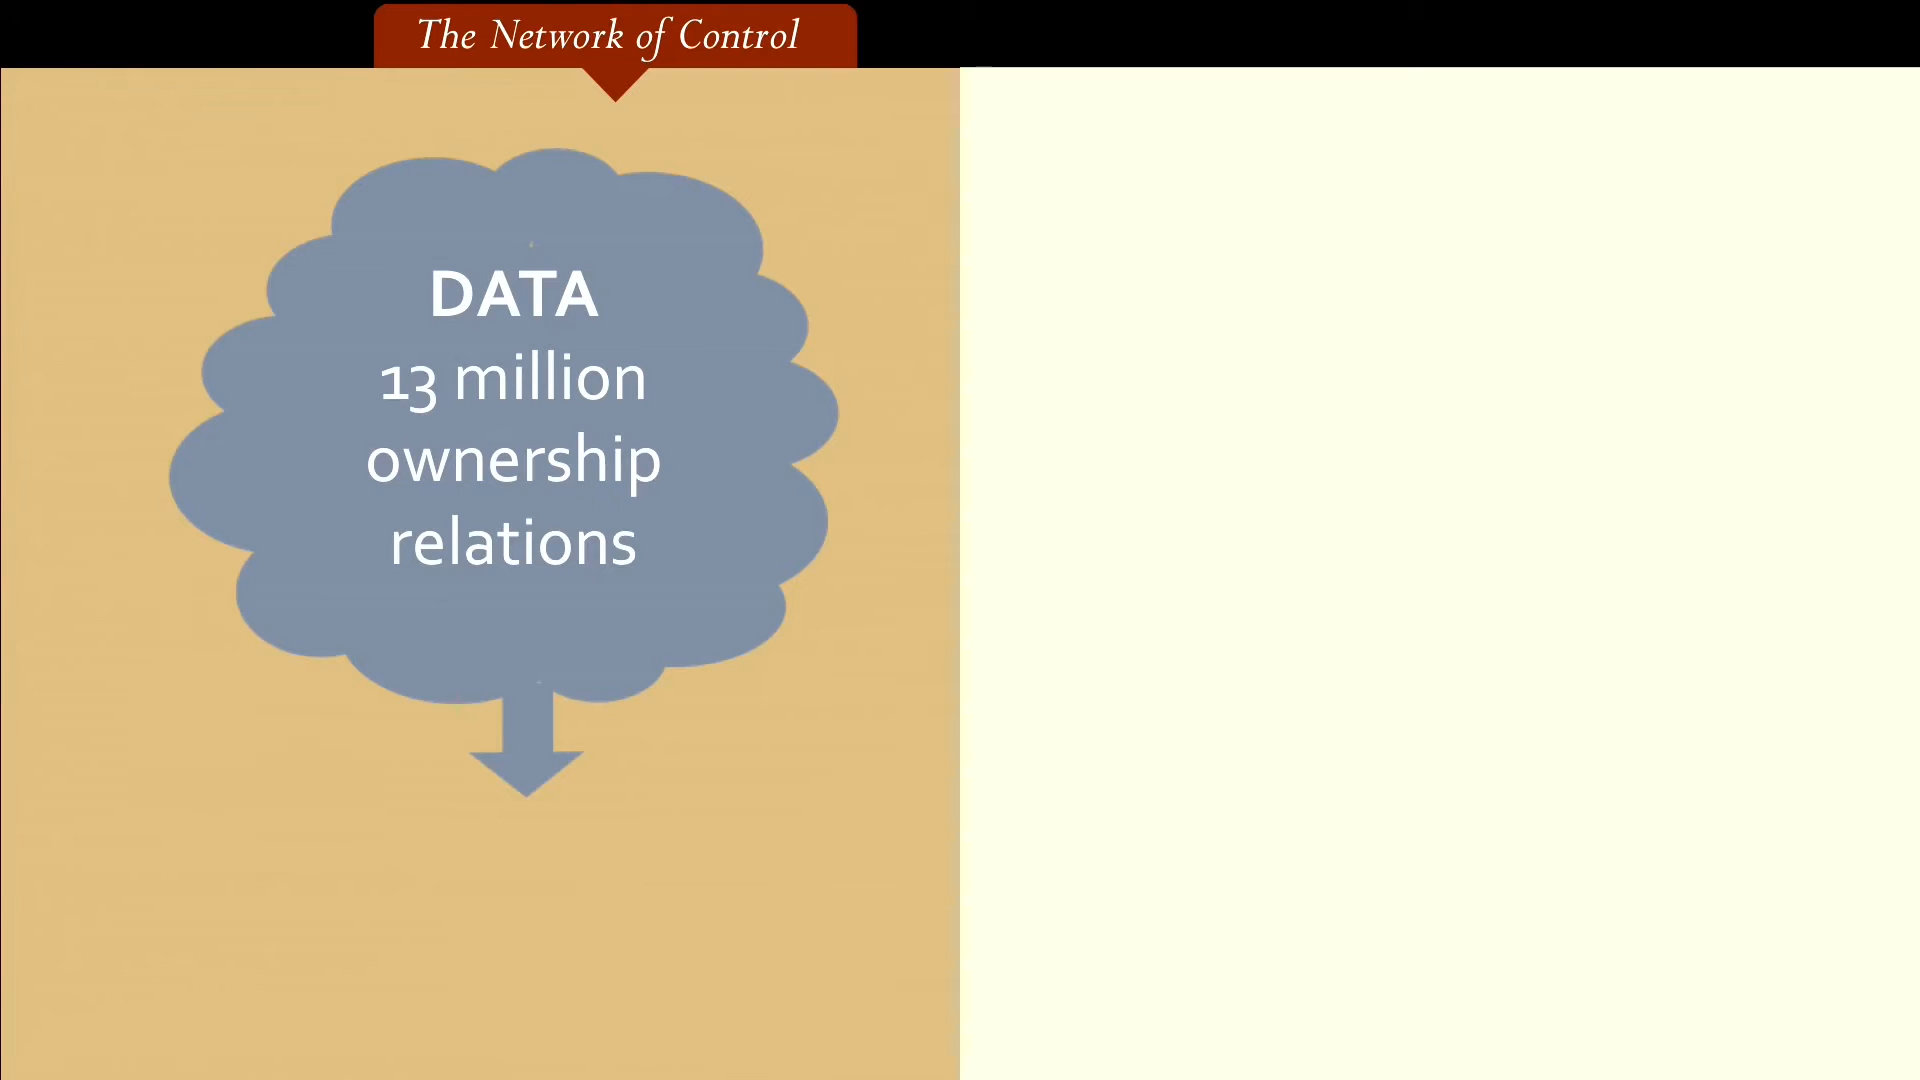 The Network of Control
DATA
13 million
ownership
relations